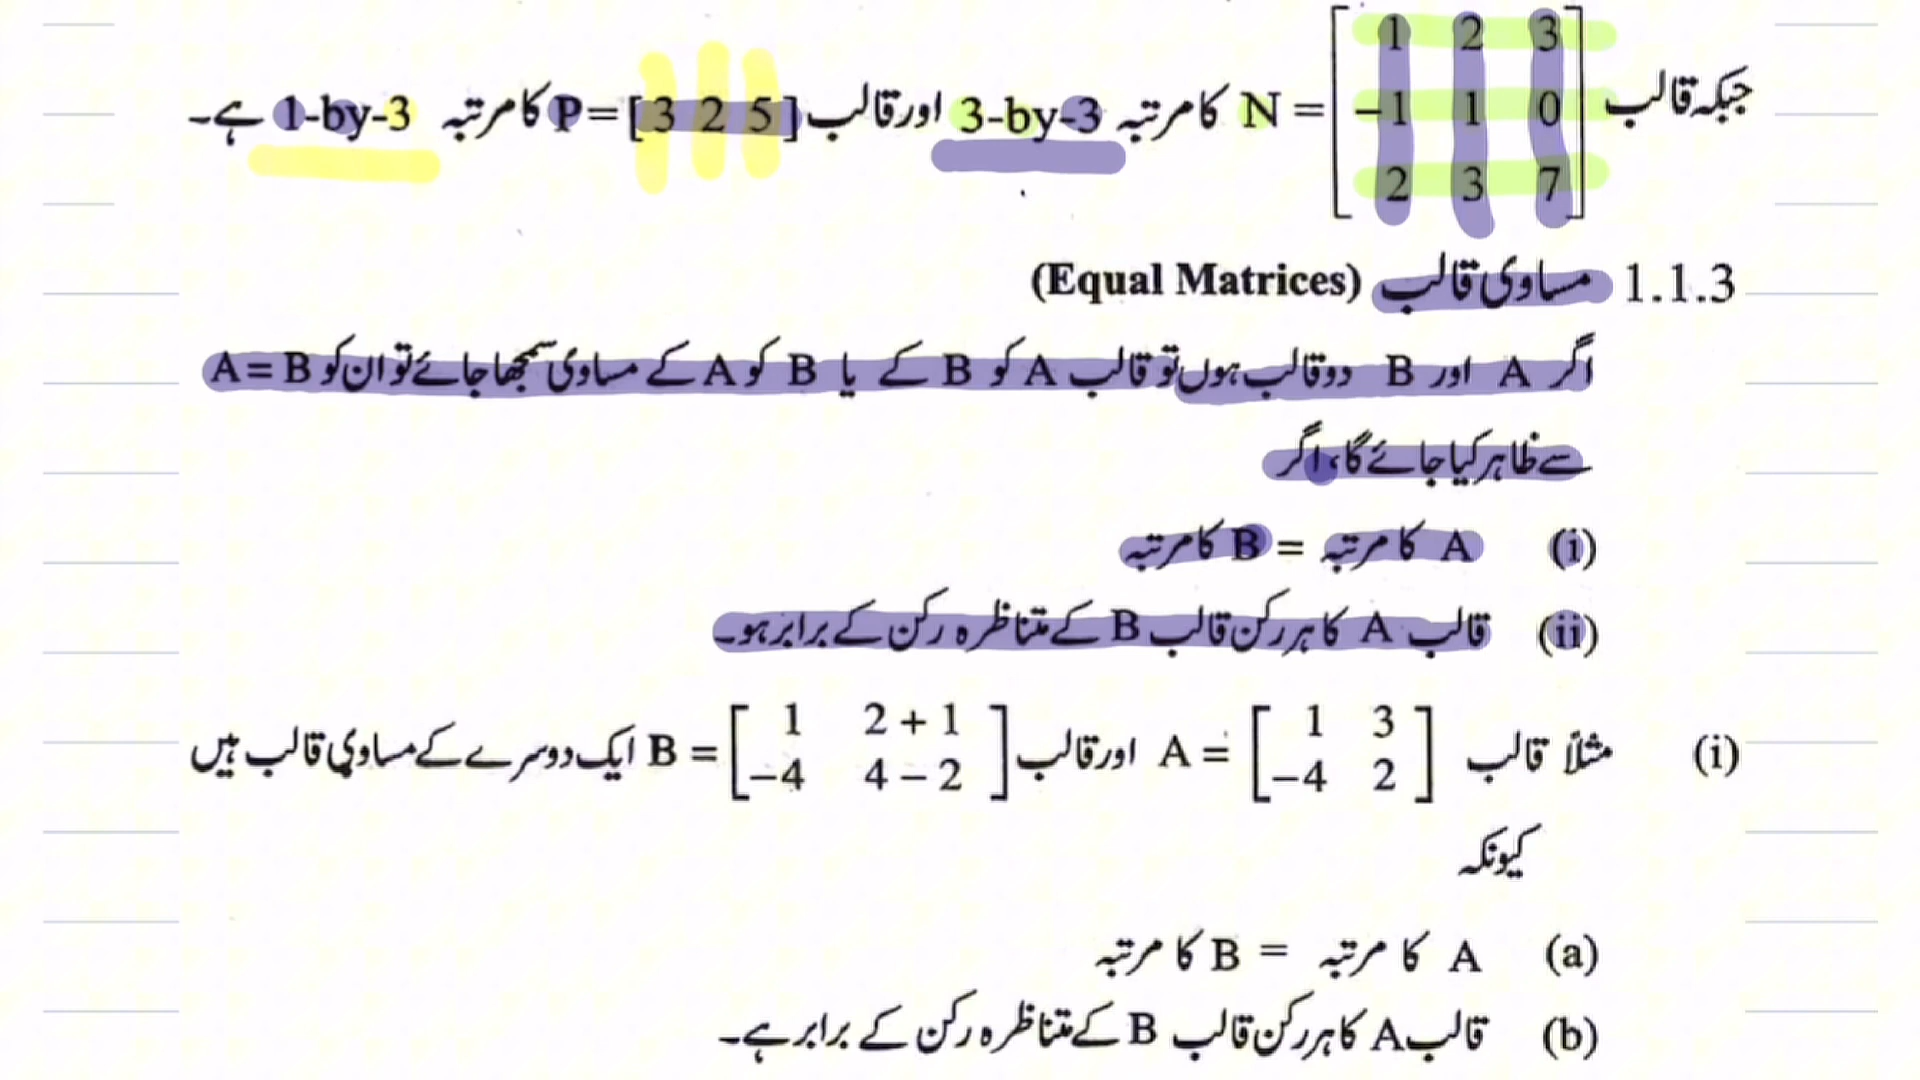 جبکہ قالب N = [1 2 3; −1 1 0; 2 3 7] کا مرتبہ 3-by-3 اور قالب P = [3 2 5] کا مرتبہ 1-by-3 ہے۔
1.1.3 مساوی قالب (Equal Matrices)
اگر A اور B دو قالب ہوں تو قالب A کو B کے یا B کو A کے مساوی سمجھا جائے تو ان کو A = B
سے ظاہر کیا جائے گا، اگر
(i) A کا مرتبہ = B کا مرتبہ
(ii) قالب A کا ہر رکن قالب B کے متناظرہ رکن کے برابر ہو۔
(i) مثلاً قالب A = [1 3; −4 2] اور قالب B = [1 2 + 1; −4 4 − 2] ایک دوسرے کے مساوی قالب ہیں
کیونکہ
(a) A کا مرتبہ = B کا مرتبہ
(b) قالب A کا ہر رکن قالب B کے متناظرہ رکن کے برابر ہے۔